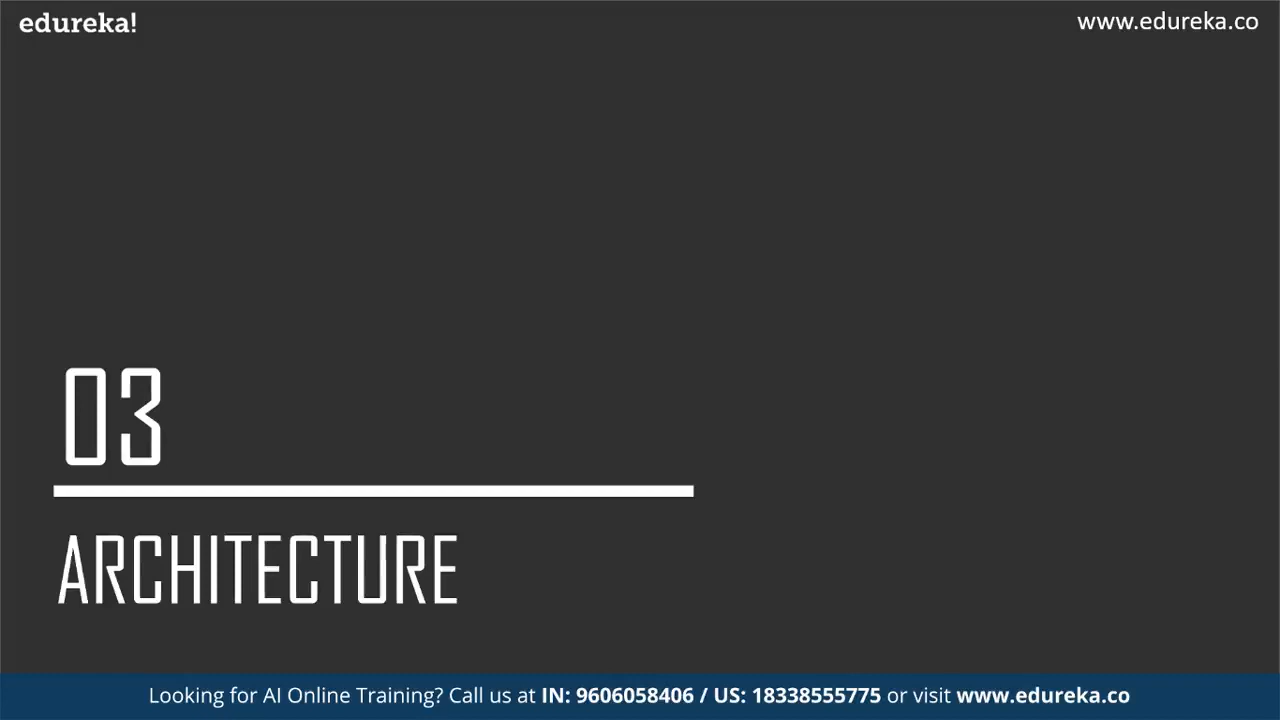 edureka!
www.edureka.co
03
ARCHITECTURE
Looking for AI Online Training? Call us at IN: 9606058406 / US: 18338555775 or visit www.edureka.co